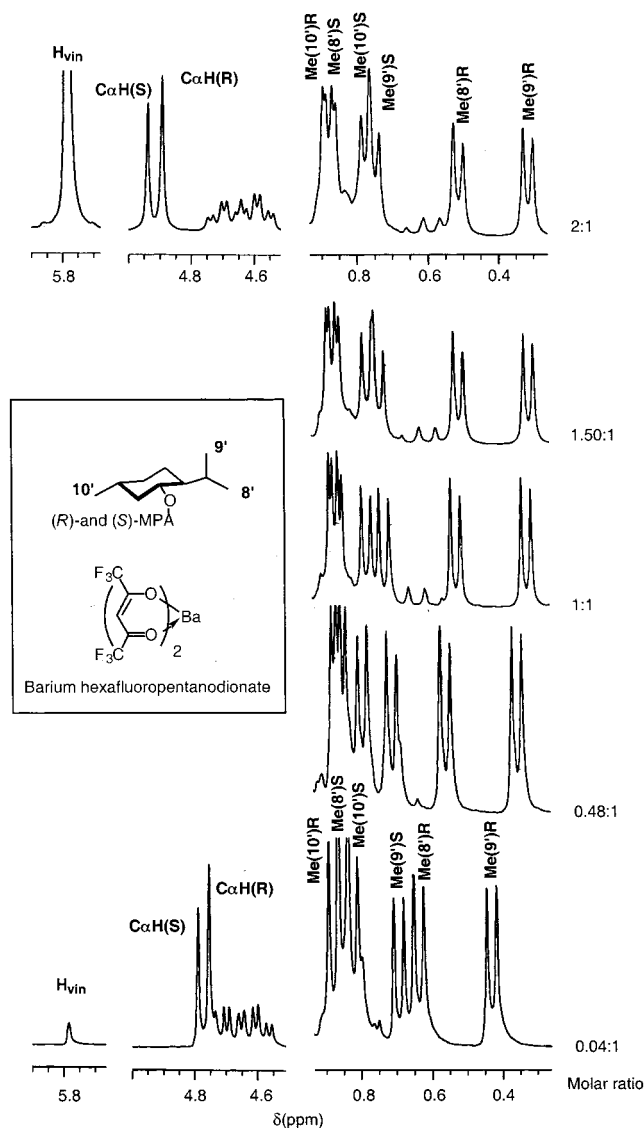 Me(10')R
Me(8')S
Me(10')S
Me(9')S
Me(8')R
Me(9')R
Hvin
CαH(S)
CαH(R)
2:1
5.8
4.8
4.6
0.8
0.6
0.4
1.50:1
9'
10'
8'
O
(R)-and (S)-MPA
1:1
F3C
O
Ba
O
F3C
2
Barium hexafluoropentanodionate
0.48:1
Me(10')R
Me(8')S
Me(10')S
Me(9')S
Me(8')R
Me(9')R
CαH(R)
CαH(S)
Hvin
0.04:1
5.8
4.8
4.6
0.8
0.6
0.4
Molar ratio
δ(ppm)